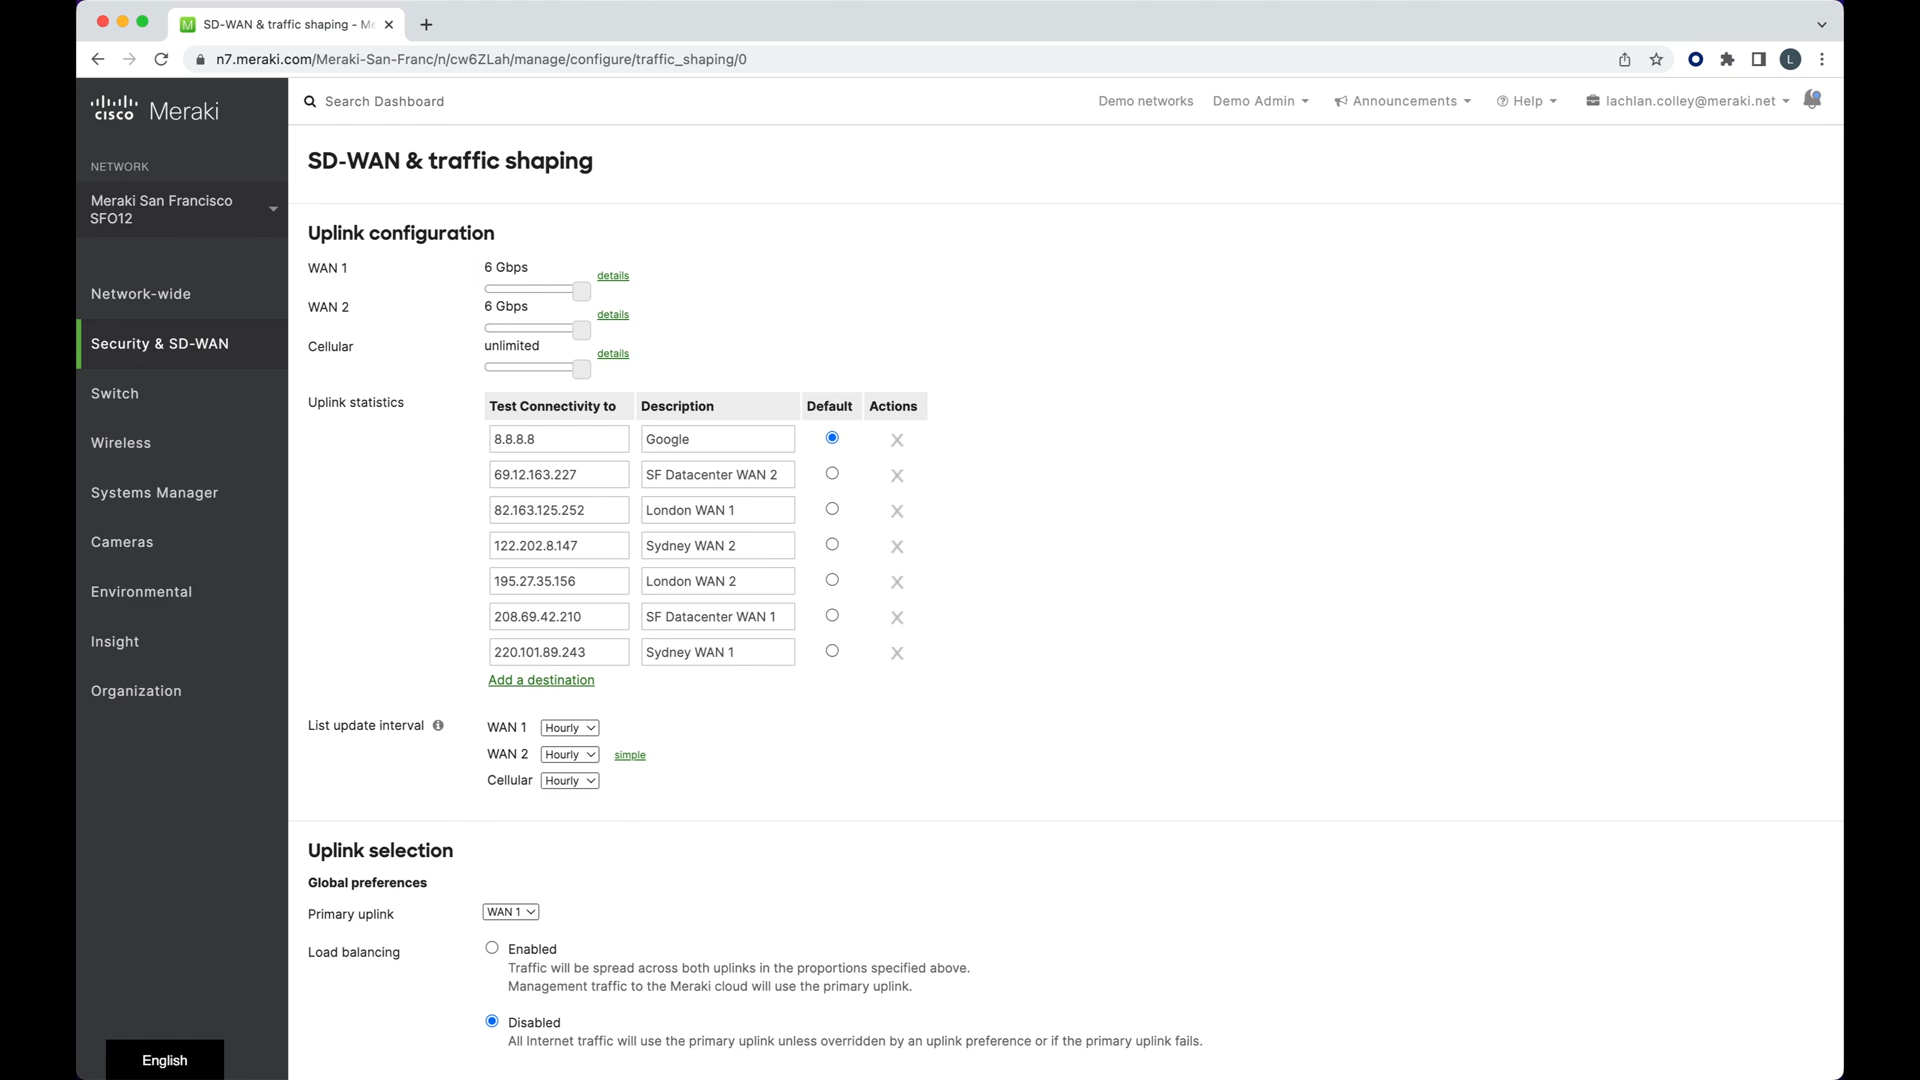 SD-WAN & traffic shaping - Me
n7.meraki.com/Meraki-San-Franc/n/cw6ZLah/manage/configure/traffic_shaping/0
L
cisco Meraki
Search Dashboard
Demo networks
Demo Admin
Announcements
Help
lachlan.colley@meraki.net
NETWORK
Meraki San Francisco
SFO12
Network-wide
Security & SD-WAN
Switch
Wireless
Systems Manager
Cameras
Environmental
Insight
Organization
English
SD-WAN & traffic shaping
Uplink configuration
WAN 1 6 Gbps details
WAN 2 6 Gbps details
Cellular unlimited details
Uplink statistics
Test Connectivity to Description Default Actions
8.8.8.8 Google X
69.12.163.227 SF Datacenter WAN 2 X
82.163.125.252 London WAN 1 X
122.202.8.147 Sydney WAN 2 X
195.27.35.156 London WAN 2 X
208.69.42.210 SF Datacenter WAN 1 X
220.101.89.243 Sydney WAN 1 X
Add a destination
List update interval
WAN 1 Hourly
WAN 2 Hourly simple
Cellular Hourly
Uplink selection
Global preferences
Primary uplink WAN 1
Load balancing
Enabled
Traffic will be spread across both uplinks in the proportions specified above.
Management traffic to the Meraki cloud will use the primary uplink.
Disabled
All Internet traffic will use the primary uplink unless overridden by an uplink preference or if the primary uplink fails.